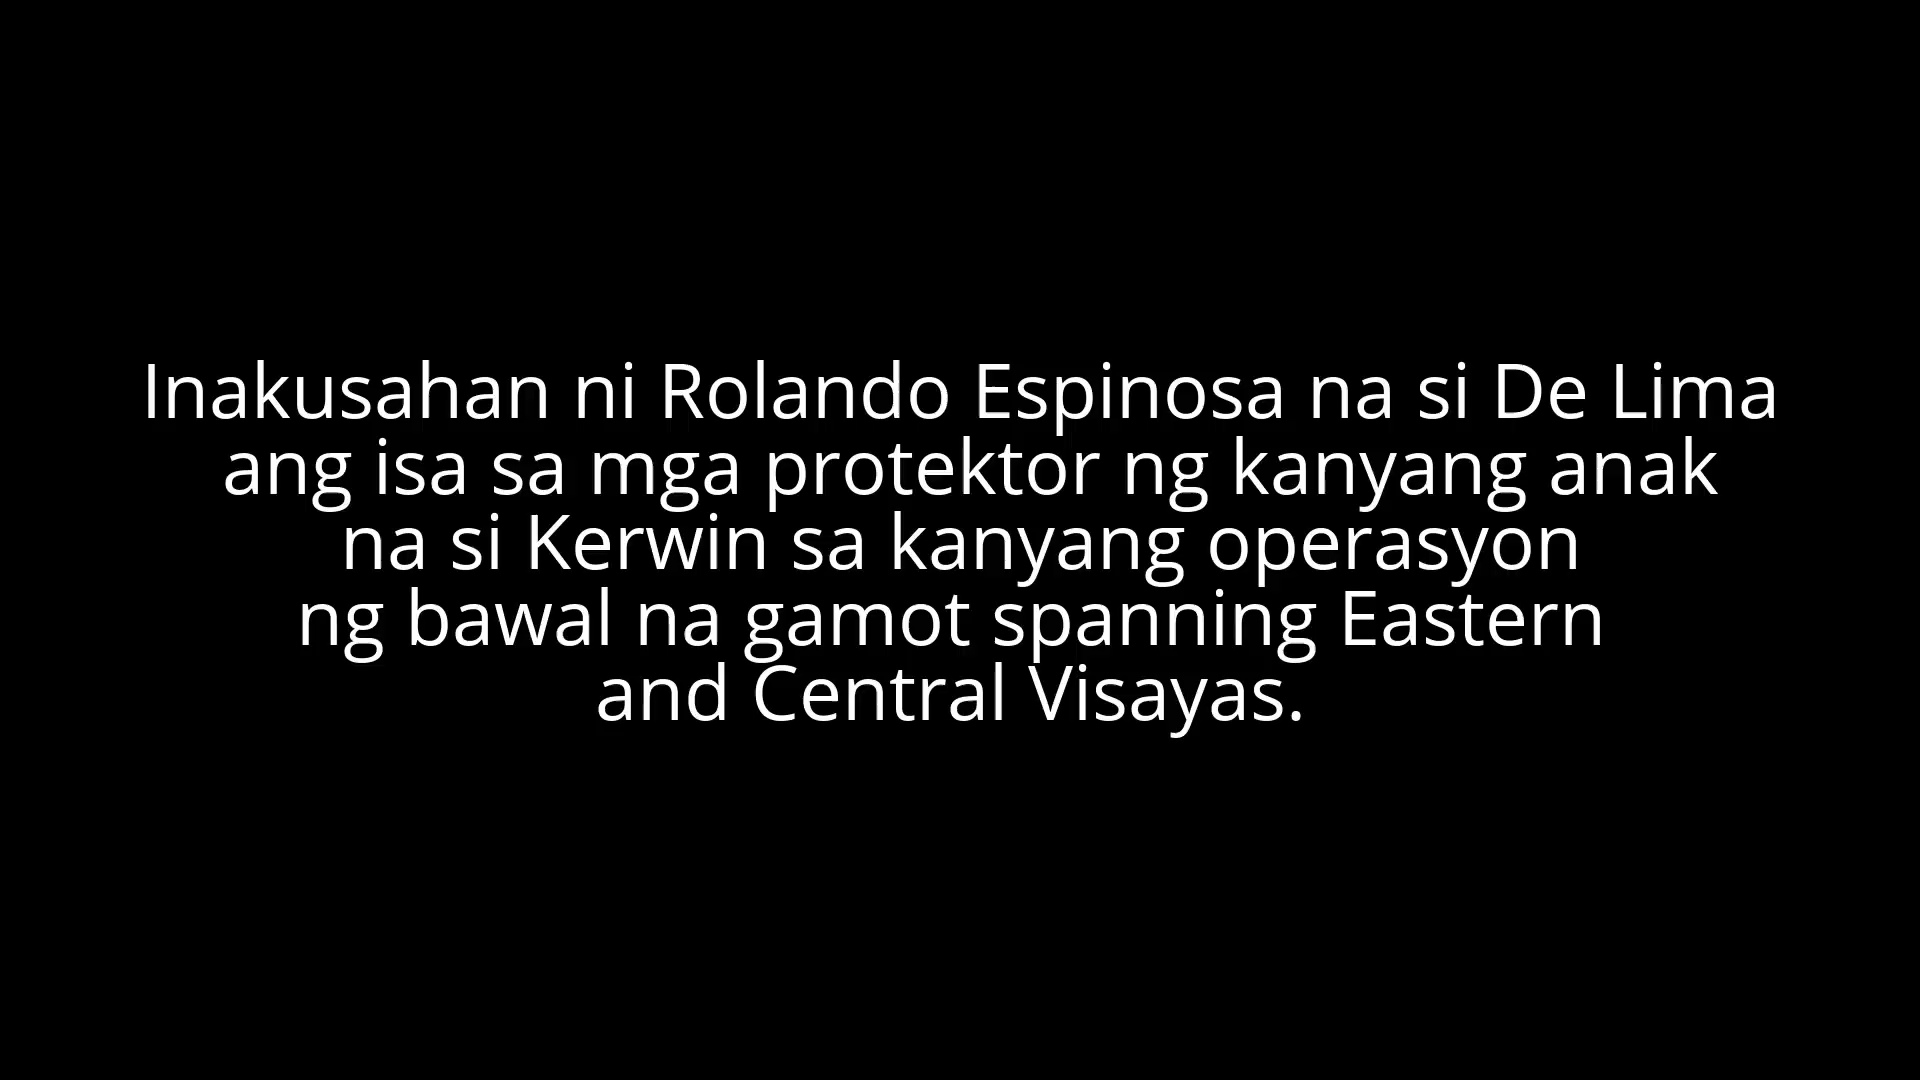 Inakusahan ni Rolando Espinosa na si De Lima
ang isa sa mga protektor ng kanyang anak
na si Kerwin sa kanyang operasyon
ng bawal na gamot spanning Eastern
and Central Visayas.